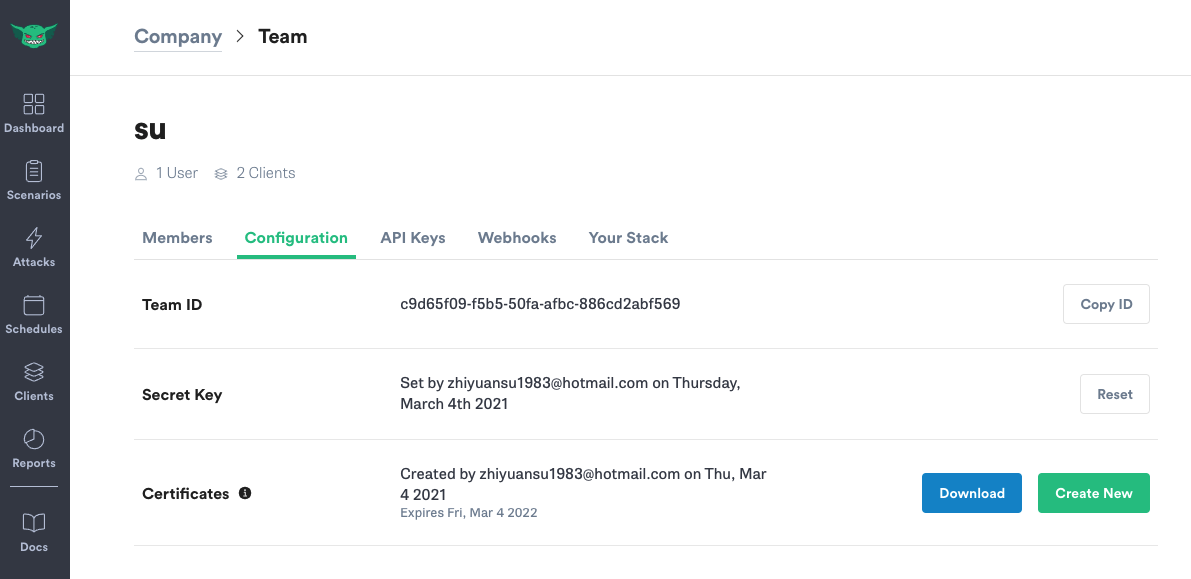 Company > Team
Dashboard
Scenarios
Attacks
Schedules
Clients
Reports
Docs
su
1 User 2 Clients
Members Configuration API Keys Webhooks Your Stack
Team ID c9d65f09-f5b5-50fa-afbc-886cd2abf569 Copy ID
Secret Key Set by zhiyuansu1983@hotmail.com on Thursday,
March 4th 2021 Reset
Certificates Created by zhiyuansu1983@hotmail.com on Thu, Mar
4 2021
Expires Fri, Mar 4 2022
Download Create New